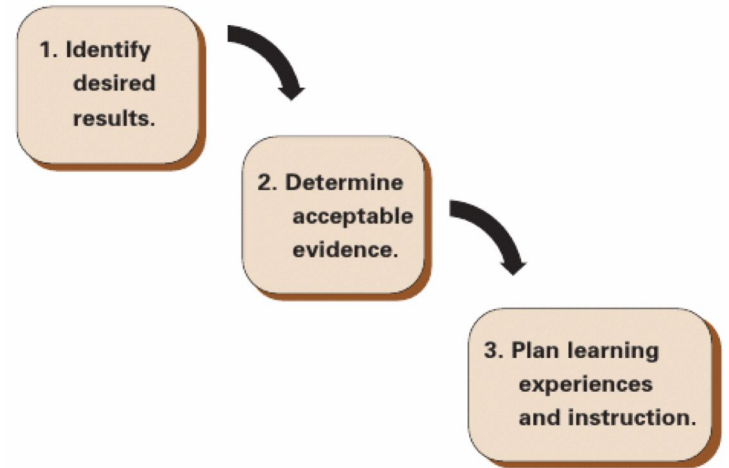 1. Identify
desired
results.
2. Determine
acceptable
evidence.
3. Plan learning
experiences
and instruction.